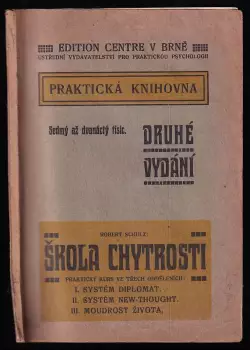 EDITION CENTRE V BRNĚ
ÚSTŘEDNÍ VYDAVATELSTVÍ PRO PRAKTICKOU PSYCHOLOGII
PRAKTICKÁ KNIHOVNA
Sedmý až dvanáctý tisíc.
DRUHÉ
VYDÁNÍ
ROBERT SCHULZ:
ŠKOLA CHYTROSTI
PRAKTICKÝ KURS VE TŘECH ODDĚLENÍCH:
I. SYSTÉM DIPLOMAT.
II. SYSTÉM NEW-THOUGHT.
III. MOUDROST ŽIVOTA.